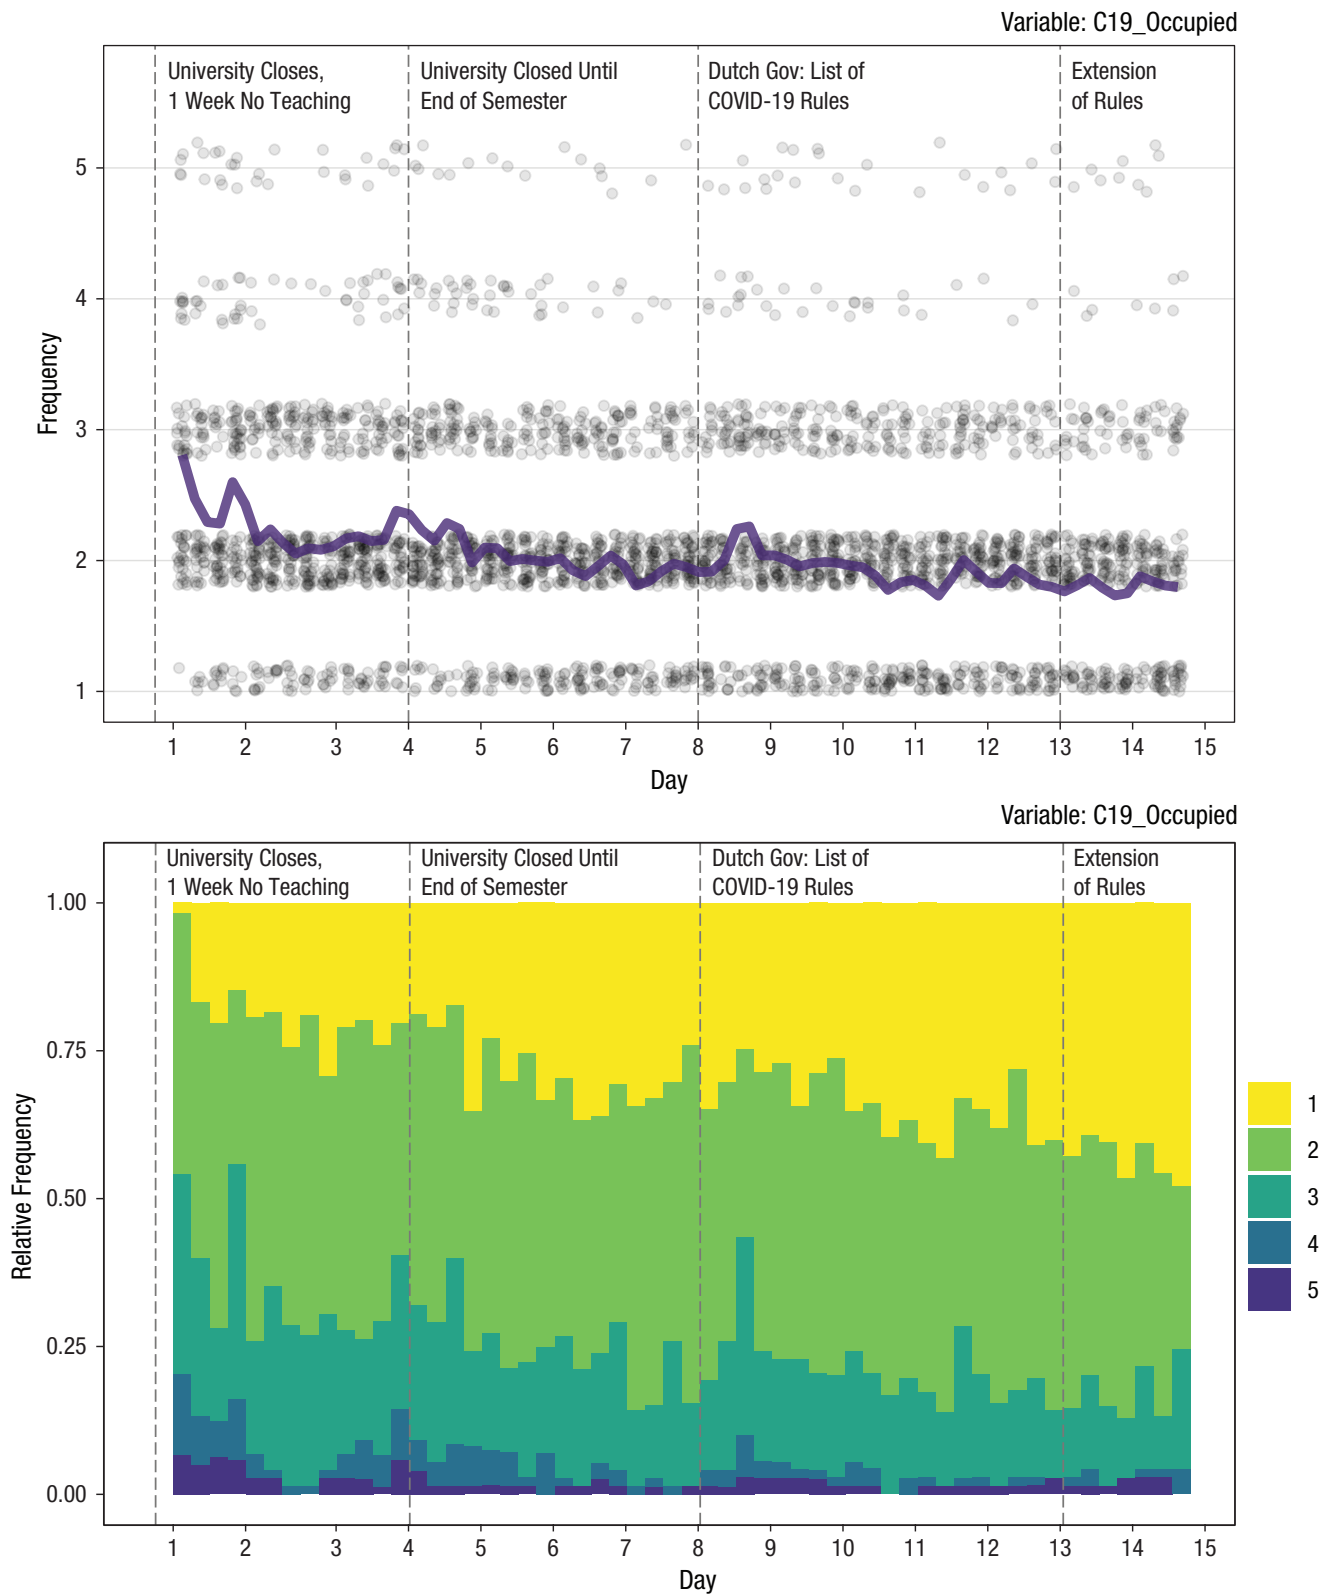 Variable: C19_Occupied
University Closes,
1 Week No Teaching
University Closed Until
End of Semester
Dutch Gov: List of
COVID-19 Rules
Extension
of Rules
Frequency
5
4
3
2
1
1 2 3 4 5 6 7 8 9 10 11 12 13 14 15
Day
Variable: C19_Occupied
University Closes,
1 Week No Teaching
University Closed Until
End of Semester
Dutch Gov: List of
COVID-19 Rules
Extension
of Rules
Relative Frequency
1.00
0.75
0.50
0.25
0.00
1 2 3 4 5 6 7 8 9 10 11 12 13 14 15
Day
1
2
3
4
5